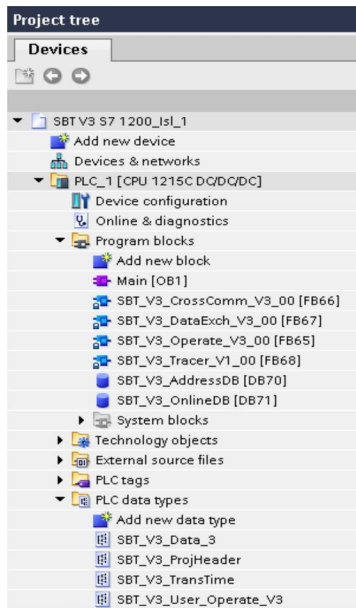 Project tree
Devices
SBT V3 S7 1200_Isl_1
Add new device
Devices & networks
PLC_1 [CPU 1215C DC/DC/DC]
Device configuration
Online & diagnostics
Program blocks
Add new block
Main [OB1]
SBT_V3_CrossComm_V3_00 [FB66]
SBT_V3_DataExch_V3_00 [FB67]
SBT_V3_Operate_V3_00 [FB65]
SBT_V3_Tracer_V1_00 [FB68]
SBT_V3_AddressDB [DB70]
SBT_V3_OnlineDB [DB71]
System blocks
Technology objects
External source files
PLC tags
PLC data types
Add new data type
SBT_V3_Data_3
SBT_V3_ProjHeader
SBT_V3_TransTime
SBT_V3_User_Operate_V3